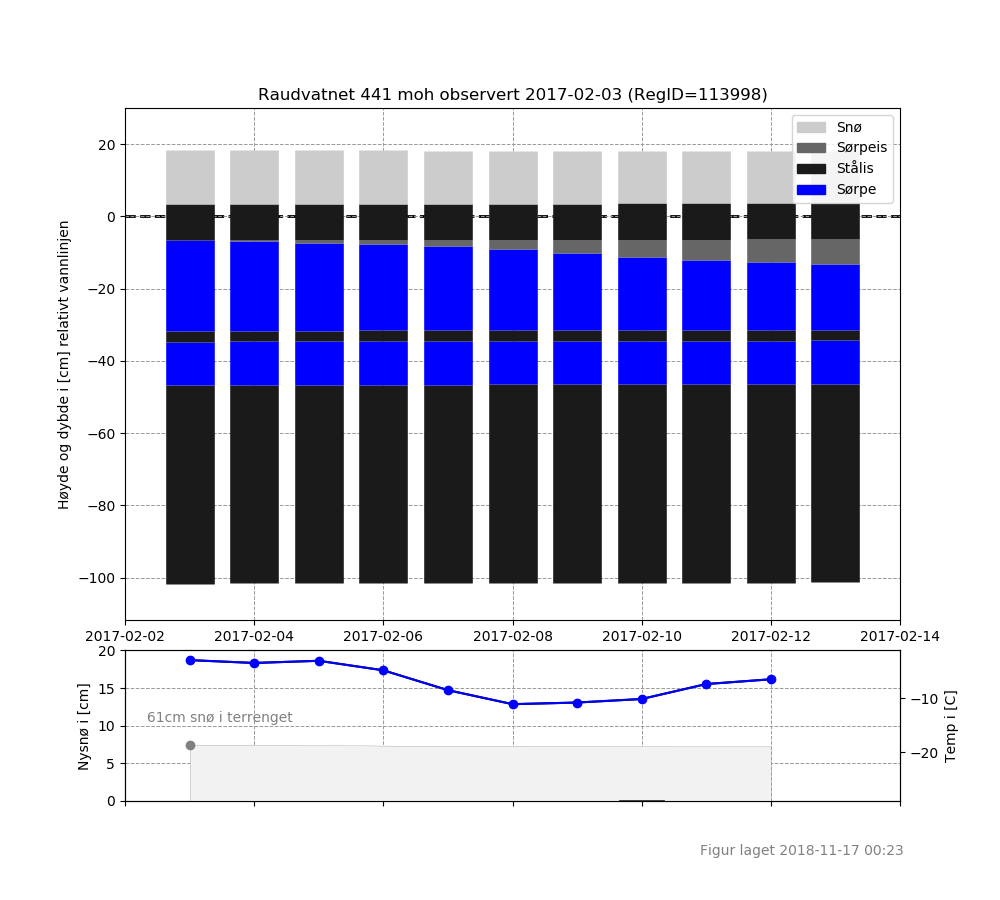 Raudvatnet 441 moh observert 2017-02-03 (RegID=113998)
Snø
Sørpeis
Stålis
Sørpe
Høyde og dybde i [cm] relativt vannlinjen
20
0
−20
−40
−60
−80
−100
2017-02-02 2017-02-04 2017-02-06 2017-02-08 2017-02-10 2017-02-12 2017-02-14
Nysnø i [cm]
20
15
10
5
0
61cm snø i terrenget
−10
−20
Temp i [C]
Figur laget 2018-11-17 00:23